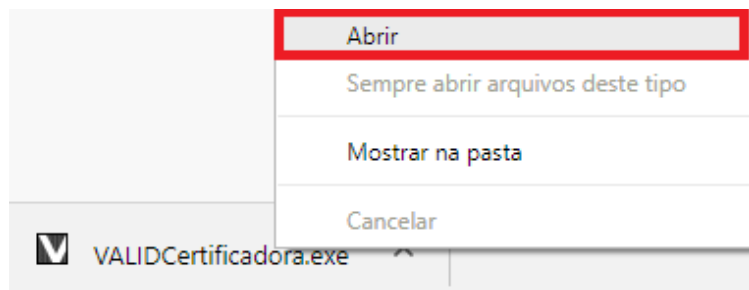 Abrir
Sempre abrir arquivos deste tipo
Mostrar na pasta
Cancelar
VALIDCertificadora.exe